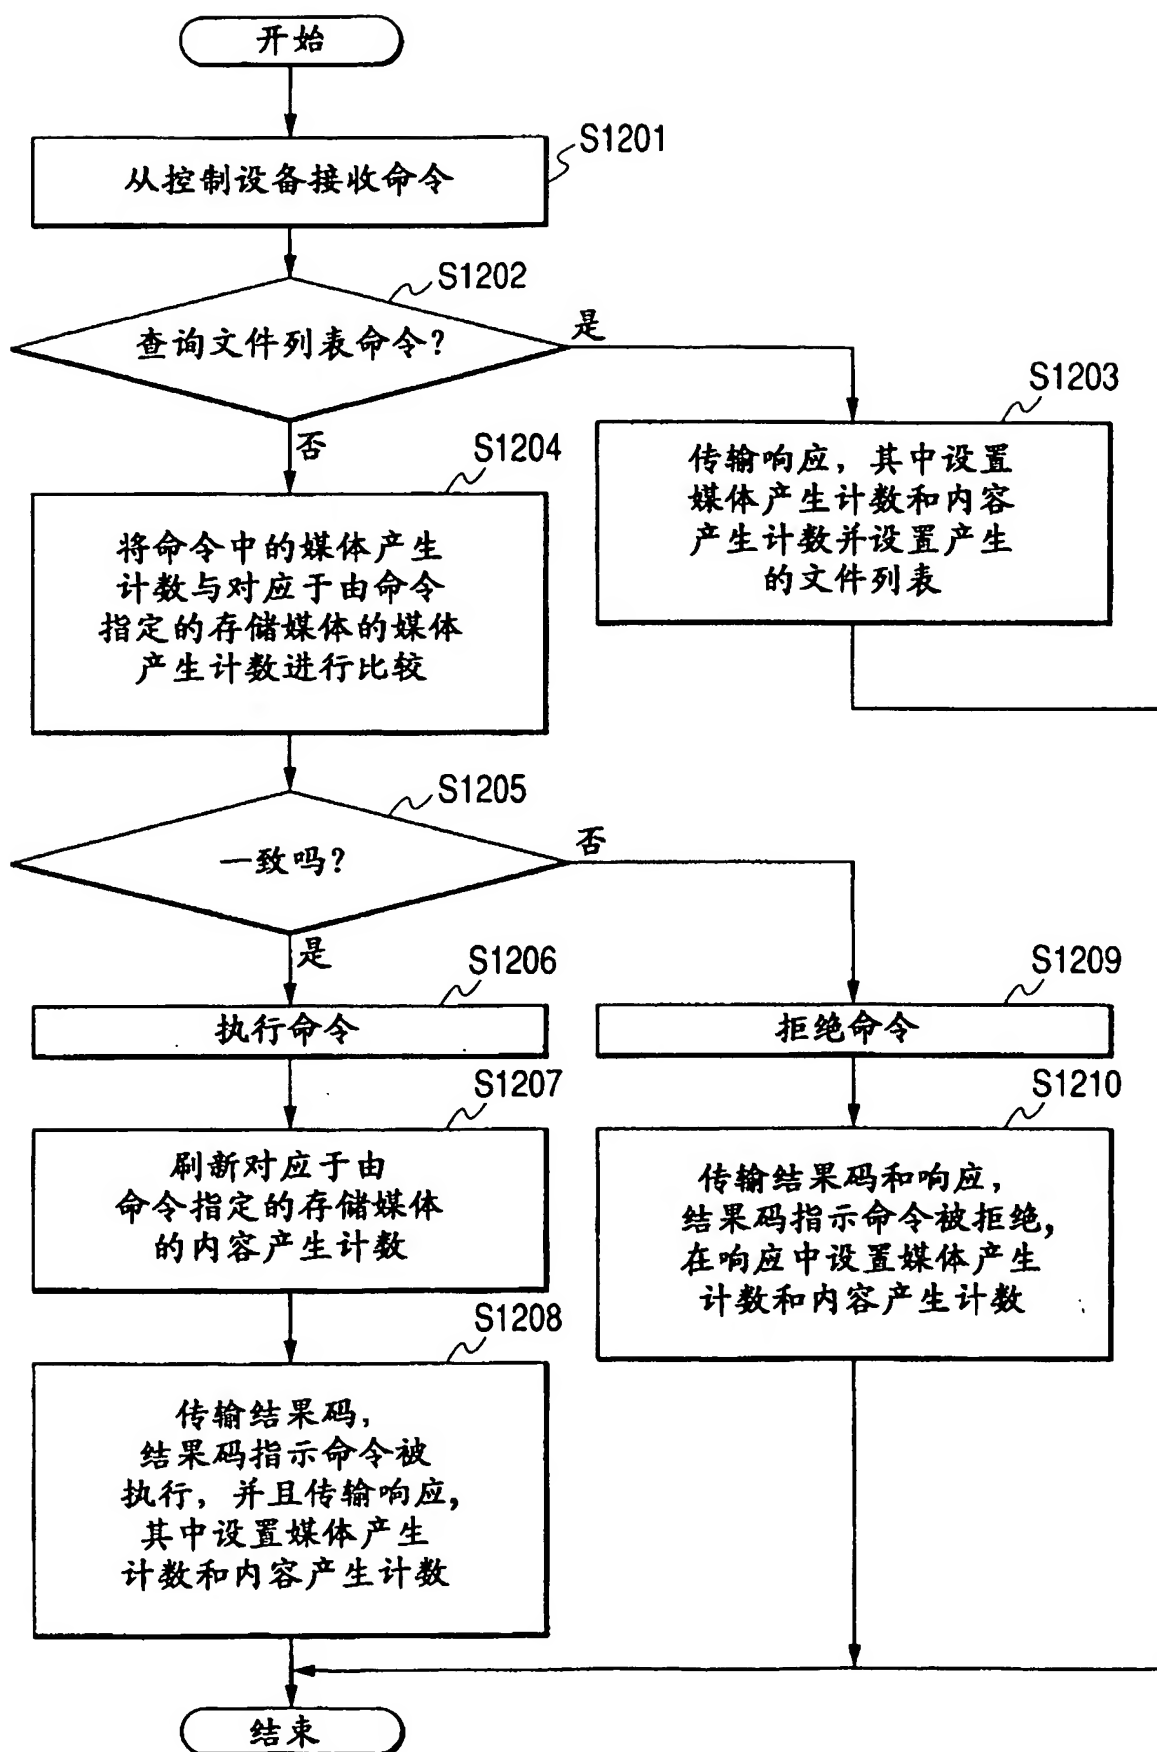 开始
S1201
从控制设备接收命令
S1202
查询文件列表命令?
是
S1203
传输响应，其中设置
媒体产生计数和内容
产生计数并设置产生
的文件列表
否
S1204
将命令中的媒体产生
计数与对应于由命令
指定的存储媒体的媒体
产生计数进行比较
S1205
一致吗?
否
是
S1206
执行命令
S1209
拒绝命令
S1207
刷新对应于由
命令指定的存储媒体
的内容产生计数
S1210
传输结果码和响应，
结果码指示命令被拒绝，
在响应中设置媒体产生
计数和内容产生计数
S1208
传输结果码，
结果码指示命令被
执行，并且传输响应，
其中设置媒体产生
计数和内容产生计数
结束